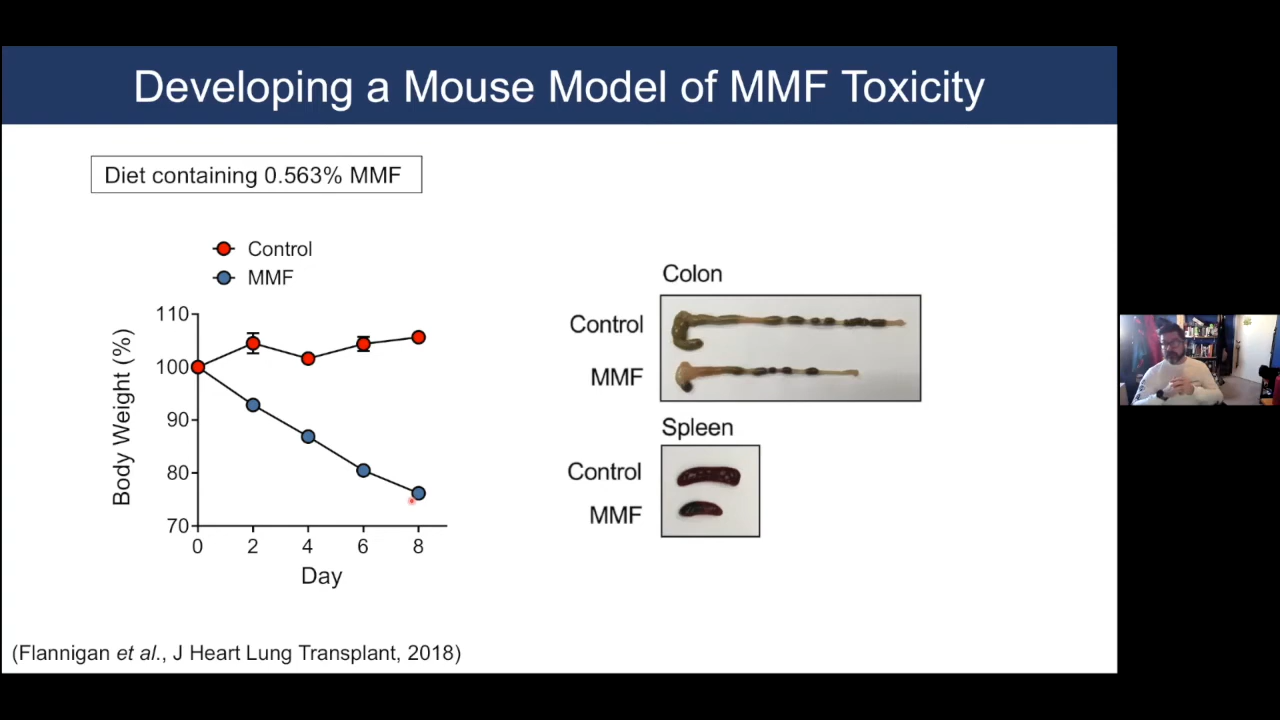 Developing a Mouse Model of MMF Toxicity
Diet containing 0.563% MMF
Control
MMF
110
100
90
80
70
Body Weight (%)
0 2 4 6 8
Day
Colon
Control
MMF
Spleen
Control
MMF
(Flannigan et al., J Heart Lung Transplant, 2018)